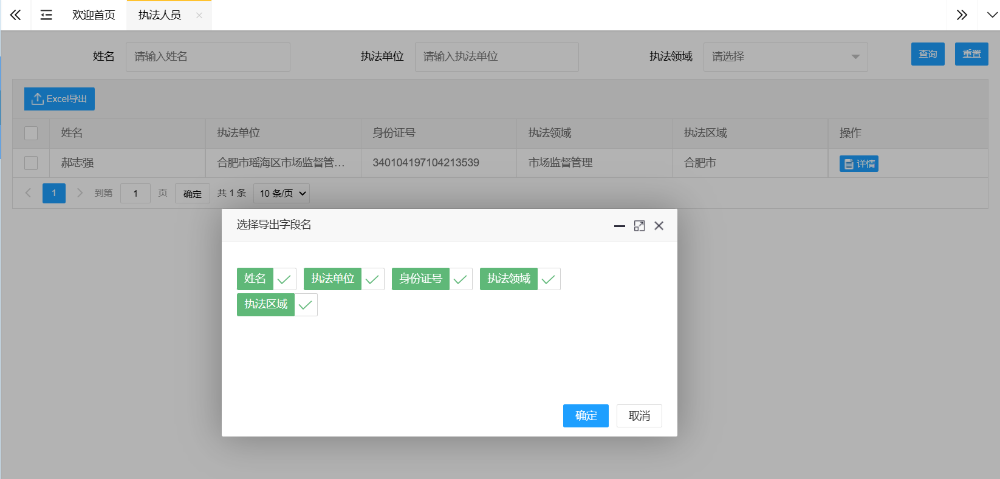 欢迎首页 执法人员
姓名 请输入姓名 执法单位 请输入执法单位 执法领域 请选择 查询 重置
Excel导出
姓名 执法单位 身份证号 执法领域 执法区域 操作
郝志强 合肥市瑶海区市场监督管… 340104197104213539 市场监督管理 合肥市 详情
1 到第 1 页 确定 共 1 条 10 条/页
选择导出字段名
姓名 执法单位 身份证号 执法领域
执法区域
确定 取消